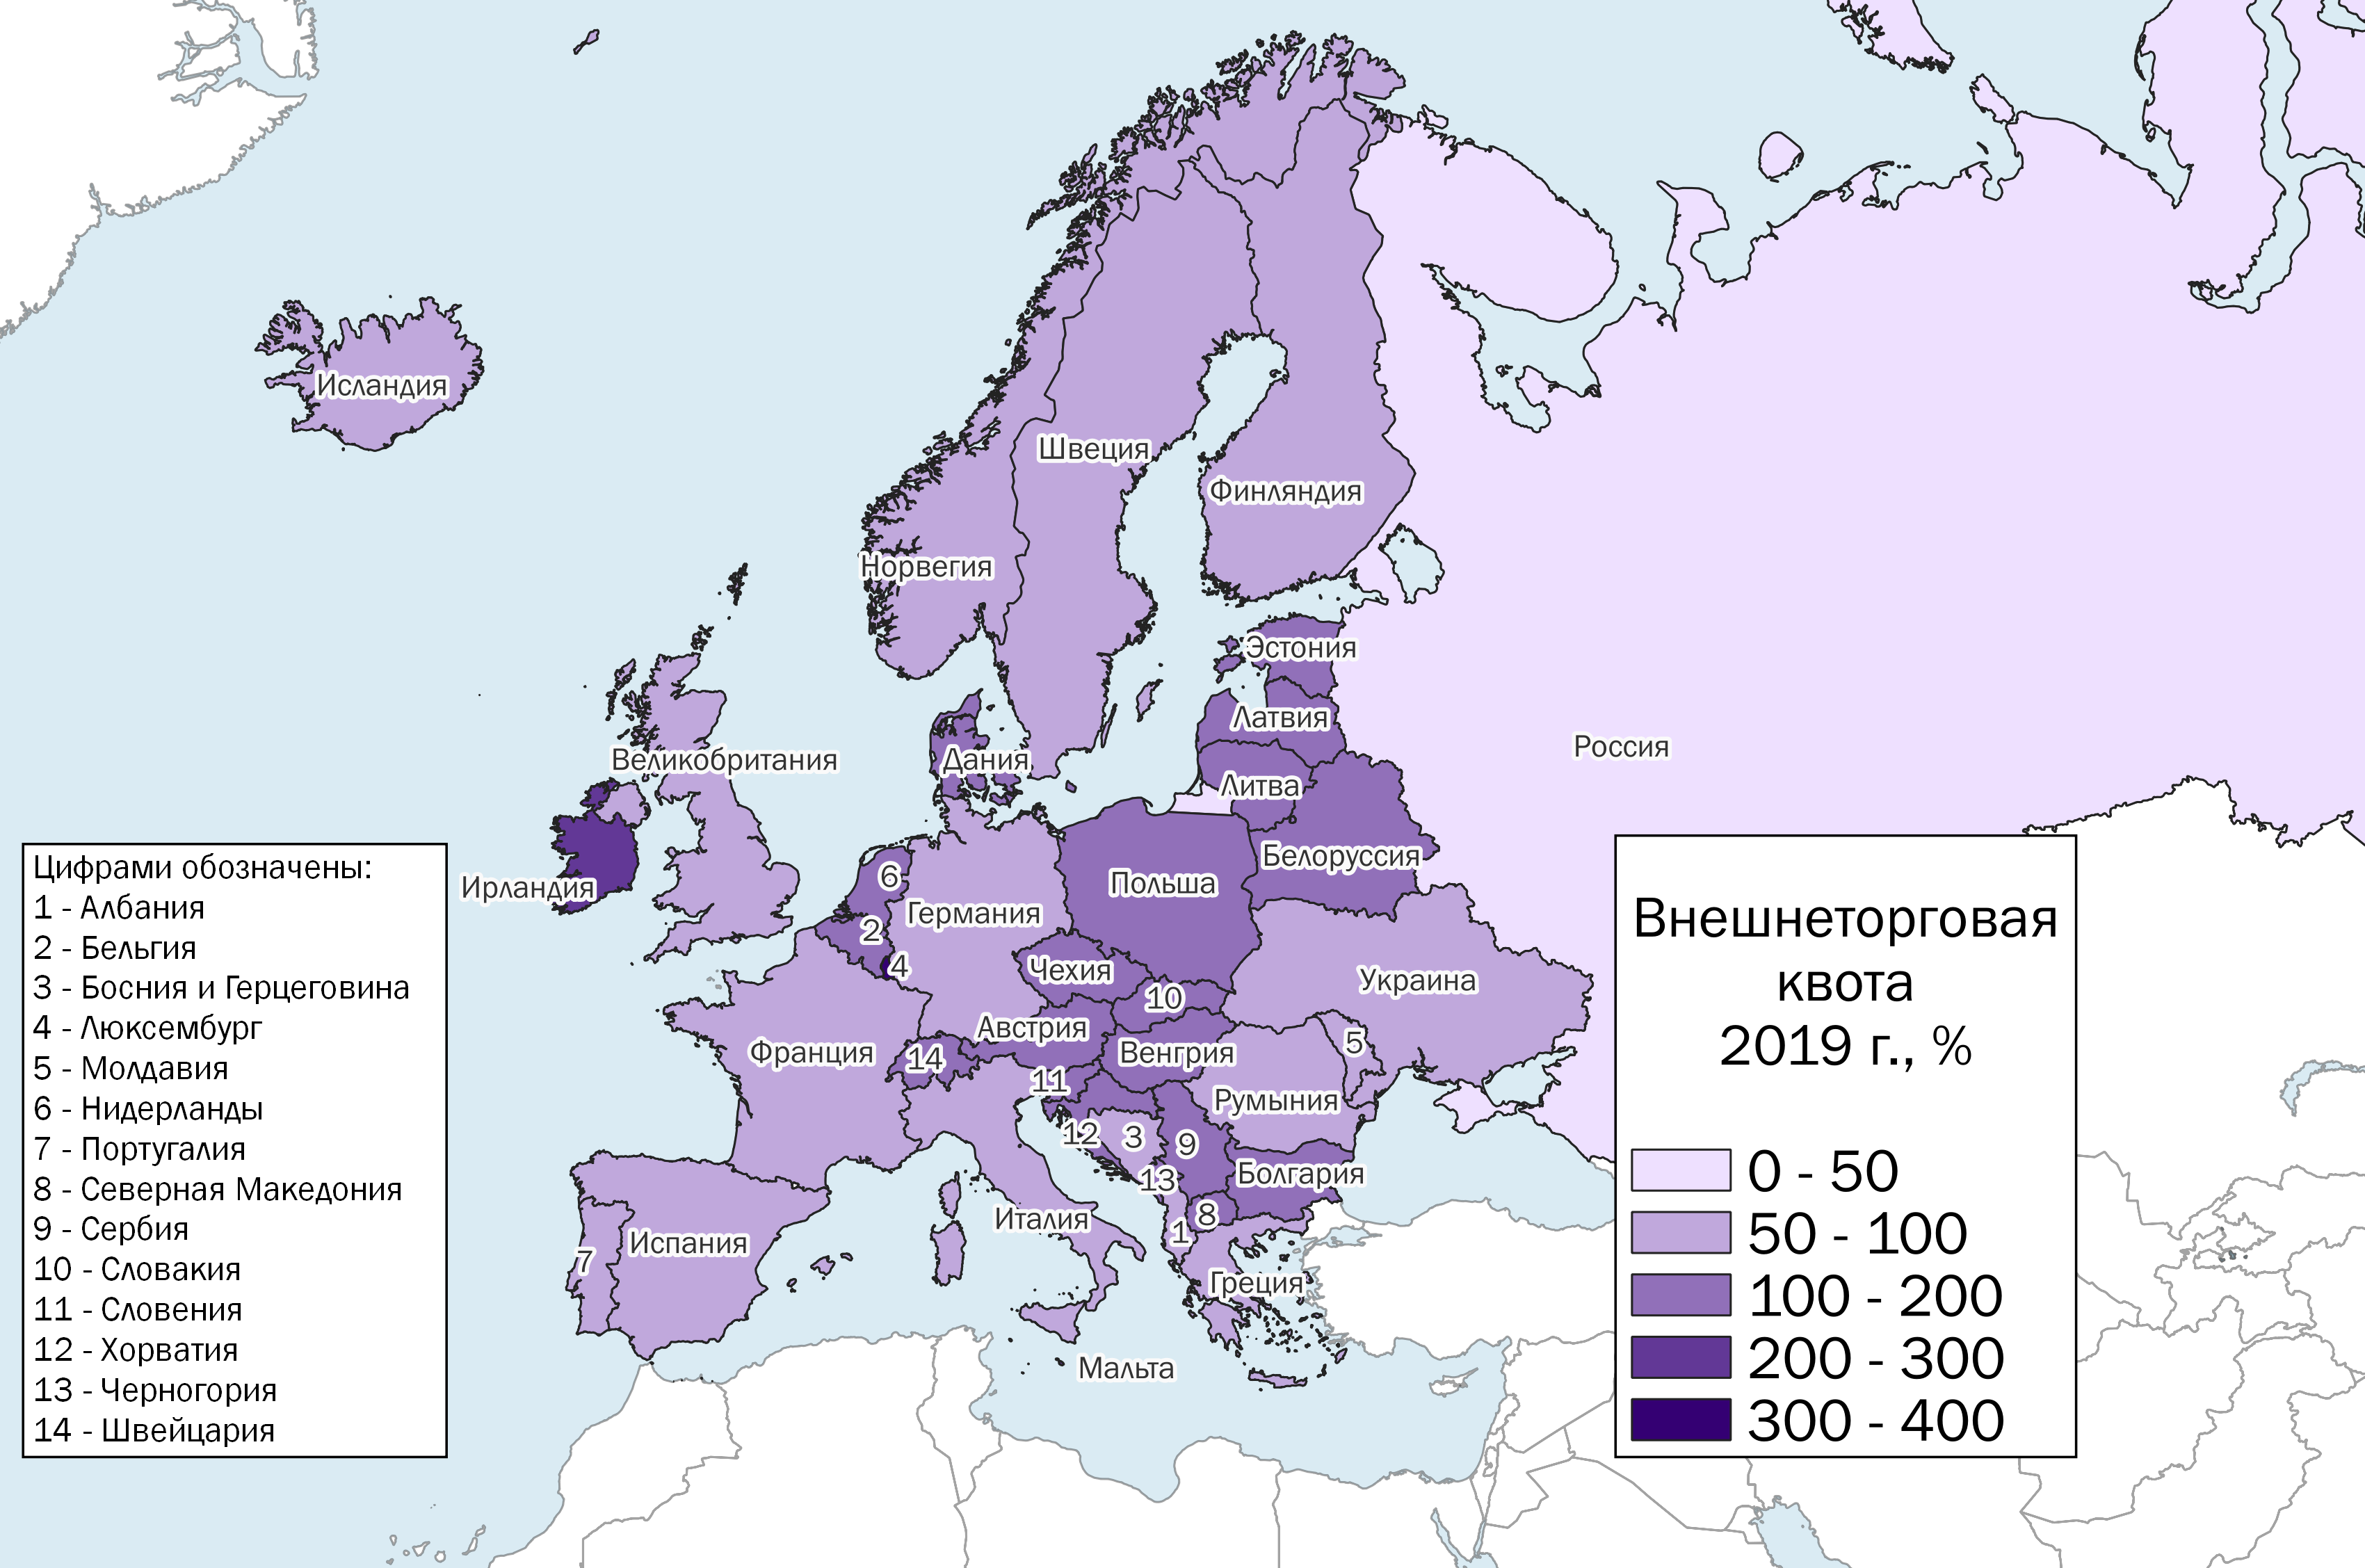 Исландия
Швеция
Финляндия
Норвегия
Эстония
Латвия
Россия
Великобритания
Дания
Литва
Белоруссия
Польша
6
Ирландия
Германия
2
4
Чехия
Украина
10
Австрия
5
Франция
14
Венгрия
11
Румыния
12
3
9
13
Болгария
8
Италия
1
Испания
7
Греция
Мальта
Цифрами обозначены:
1 - Албания
2 - Бельгия
3 - Босния и Герцеговина
4 - Люксембург
5 - Молдавия
6 - Нидерланды
7 - Португалия
8 - Северная Македония
9 - Сербия
10 - Словакия
11 - Словения
12 - Хорватия
13 - Черногория
14 - Швейцария
Внешнеторговая
квота
2019 г., %
0 - 50
50 - 100
100 - 200
200 - 300
300 - 400